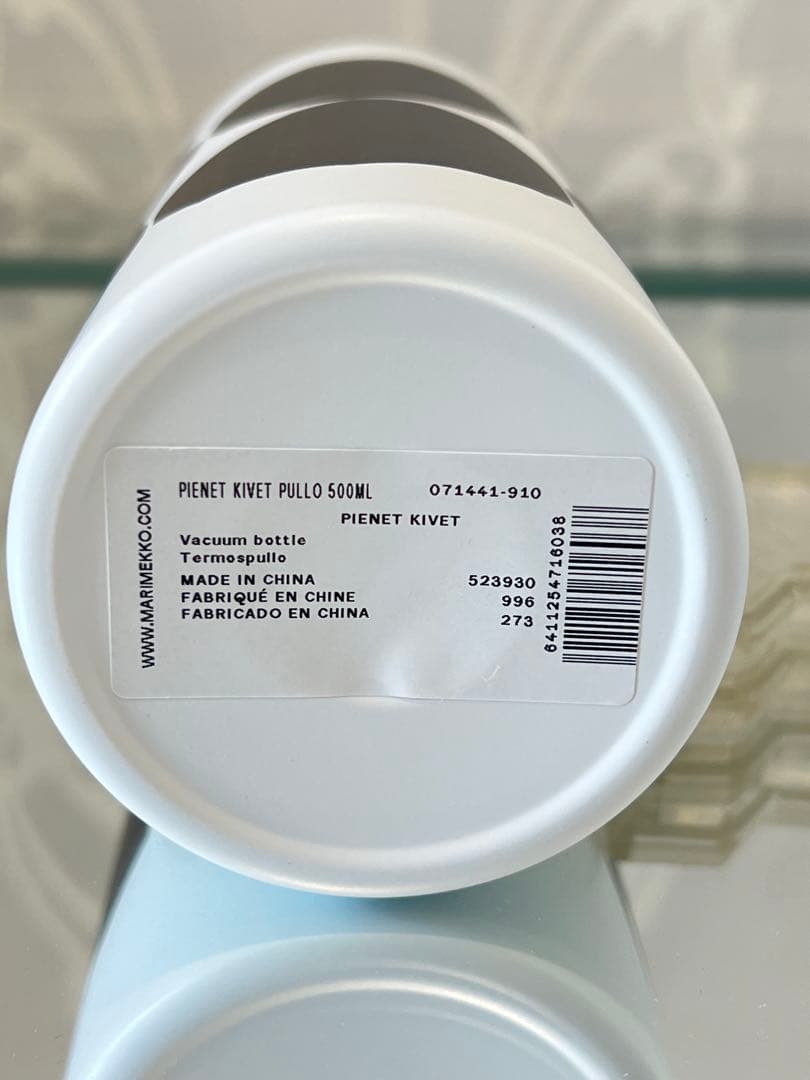 PIENET KIVET PULLO 500ML 071441-910
PIENET KIVET
Vacuum bottle
Termospullo
MADE IN CHINA 523930
FABRIQUÉ EN CHINE 996
FABRICADO EN CHINA 273
WWW.MARIMEKKO.COM
6411254716038